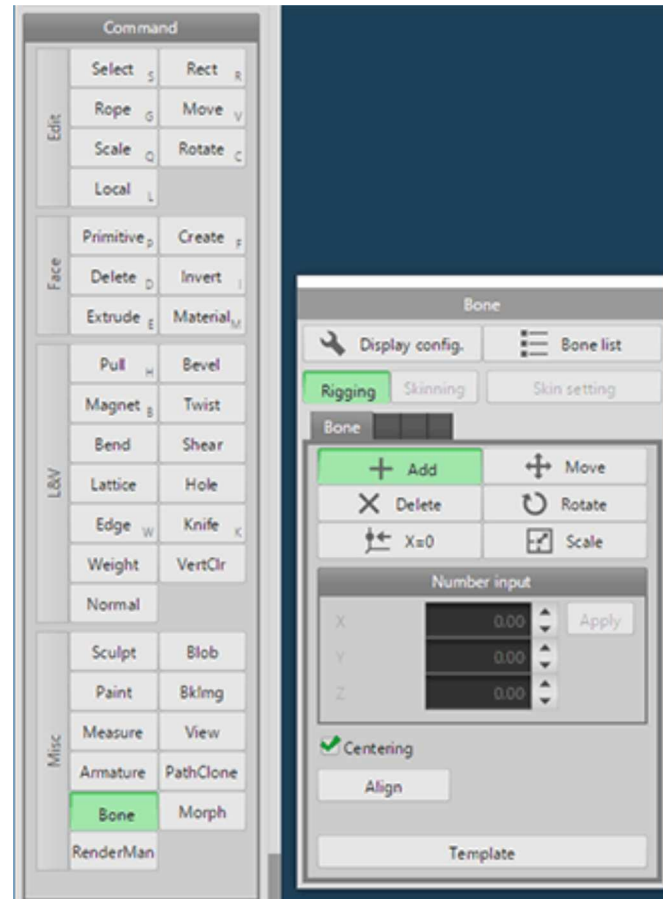 Command
Edit
Select S Rect R
Rope G Move V
Scale Q Rotate C
Local L
Face
Primitive P Create F
Delete D Invert I
Extrude E Material M
L&V
Pull H Bevel
Magnet B Twist
Bend Shear
Lattice Hole
Edge W Knife K
Weight VertClr
Normal
Misc
Sculpt Blob
Paint BkImg
Measure View
Armature PathClone
Bone Morph
RenderMan
Bone
Display config. Bone list
Rigging Skinning Skin setting
Bone
Add Move
Delete Rotate
X=0 Scale
Number input
X 0.00 Apply
Y 0.00
Z 0.00
Centering
Align
Template